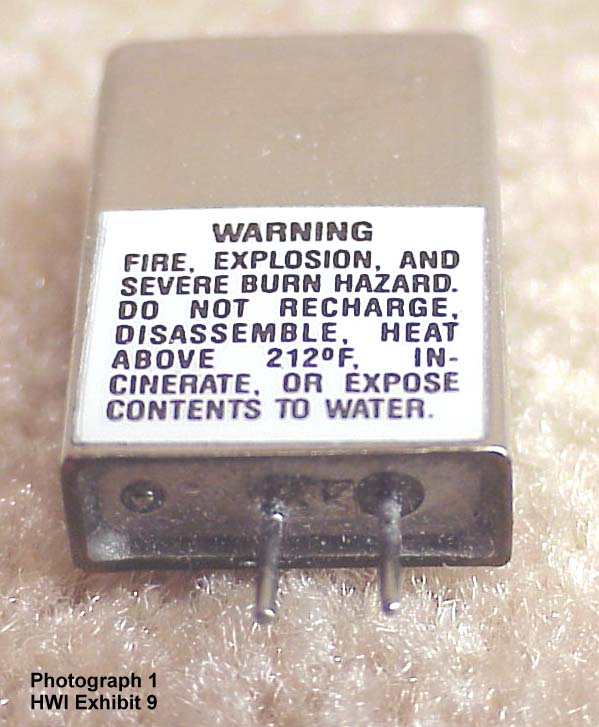 WARNING
FIRE, EXPLOSION, AND
SEVERE BURN HAZARD.
DO NOT RECHARGE,
DISASSEMBLE, HEAT
ABOVE 212ºF, IN-
CINERATE, OR EXPOSE
CONTENTS TO WATER.
Photograph 1
HWI Exhibit 9